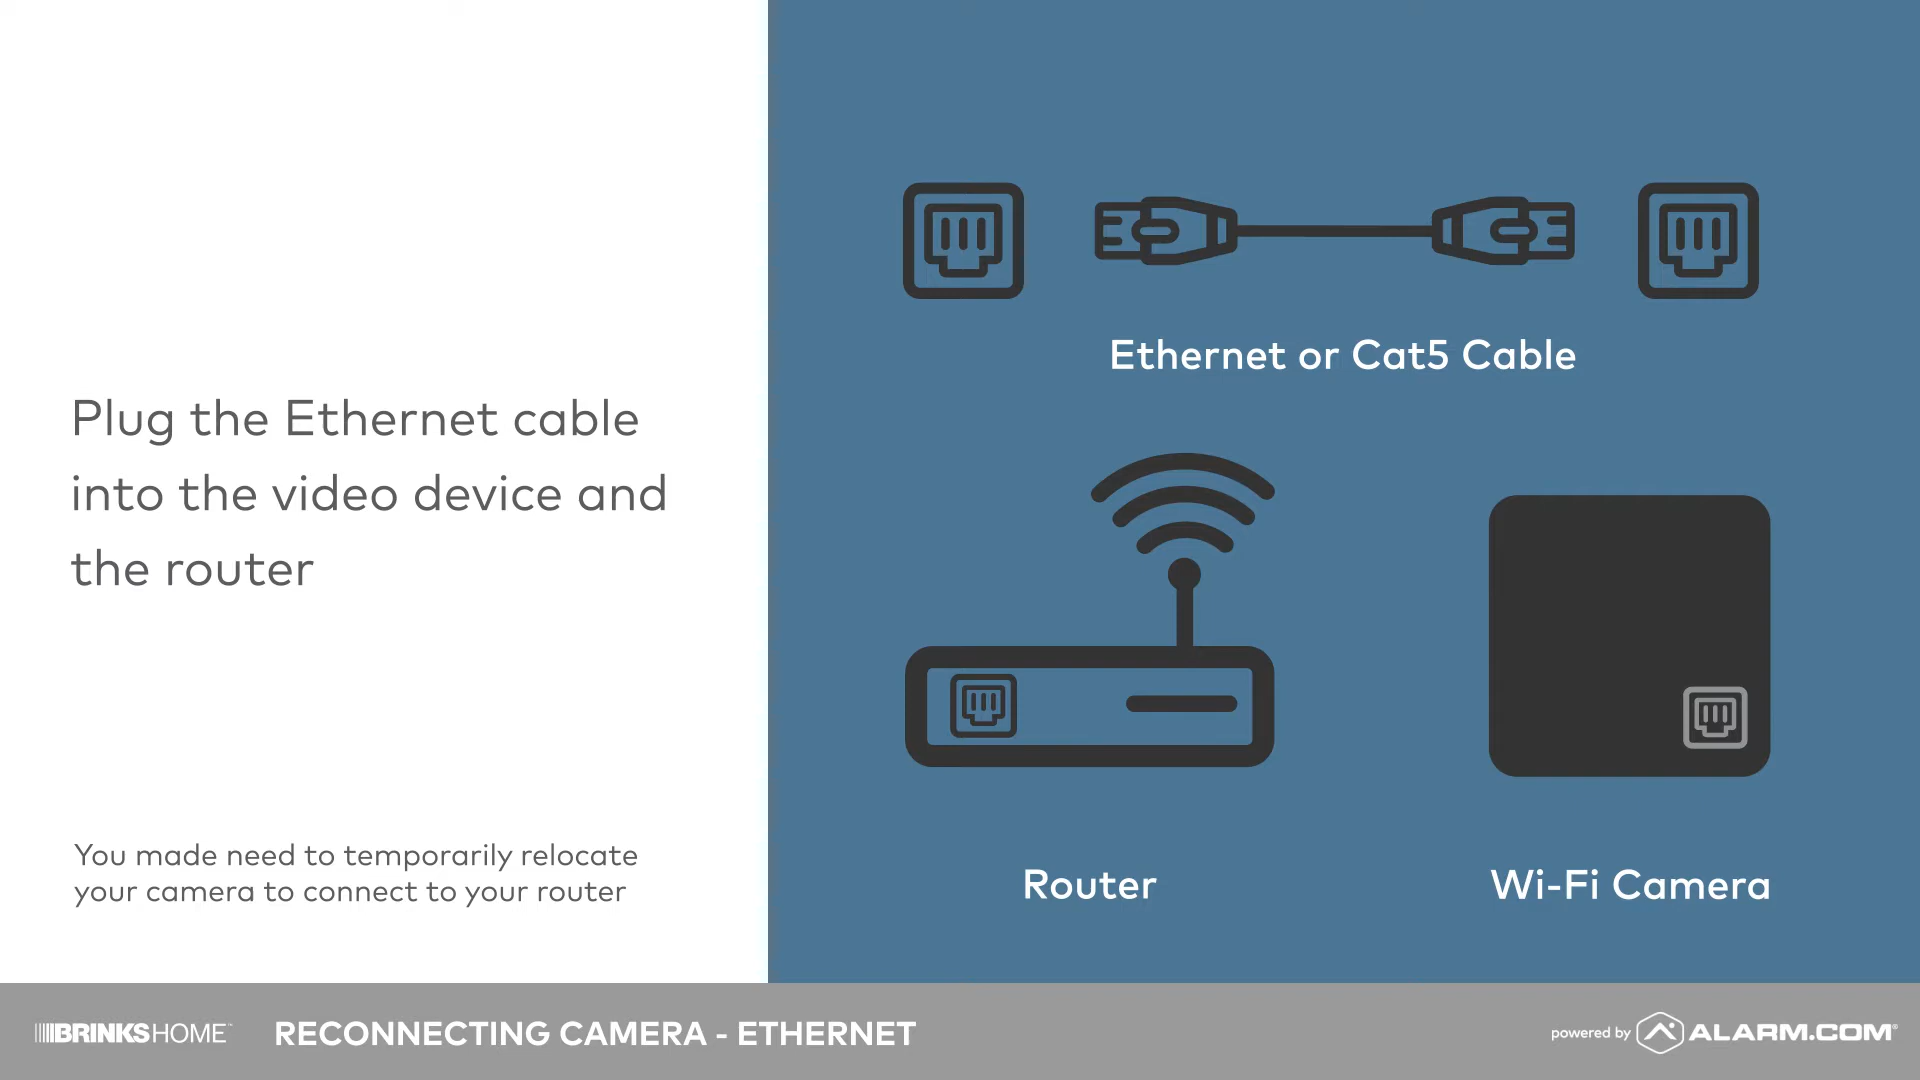 Plug the Ethernet cable
into the video device and
the router
You made need to temporarily relocate
your camera to connect to your router
Ethernet or Cat5 Cable
Router
Wi-Fi Camera
BRINKSHOME™
RECONNECTING CAMERA - ETHERNET
powered by ALARM.COM®